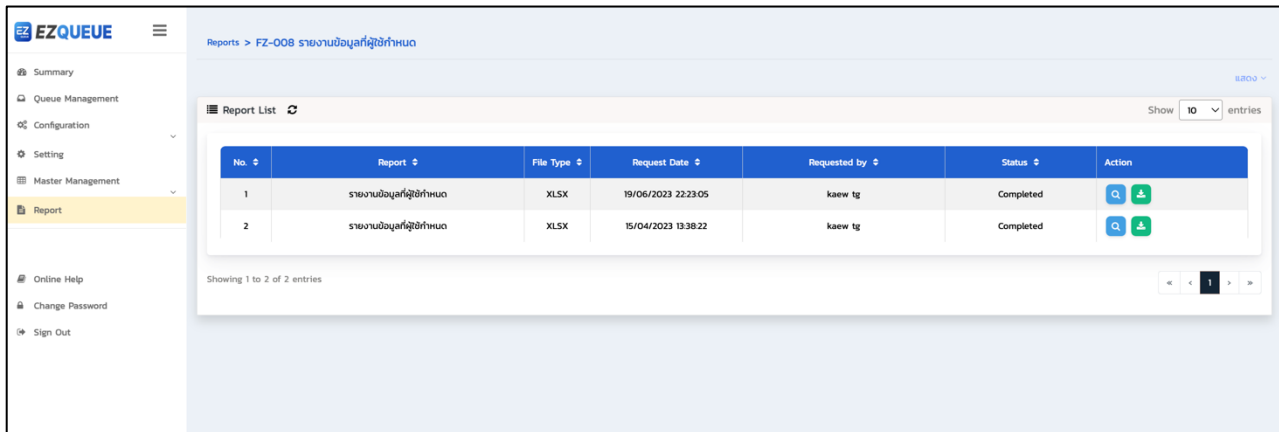 EZ EZQUEUE
Reports > FZ-008 รายงานข้อมูลที่ผู้ใช้กำหนด
Summary
Queue Management
Configuration
Setting
Master Management
Report
Online Help
Change Password
Sign Out
แสดง
Report List
Show 10 entries
No. Report File Type Request Date Requested by Status Action
1 รายงานข้อมูลที่ผู้ใช้กำหนด XLSX 19/06/2023 22:23:05 kaew tg Completed
2 รายงานข้อมูลที่ผู้ใช้กำหนด XLSX 15/04/2023 13:38:22 kaew tg Completed
Showing 1 to 2 of 2 entries
« < 1 > »